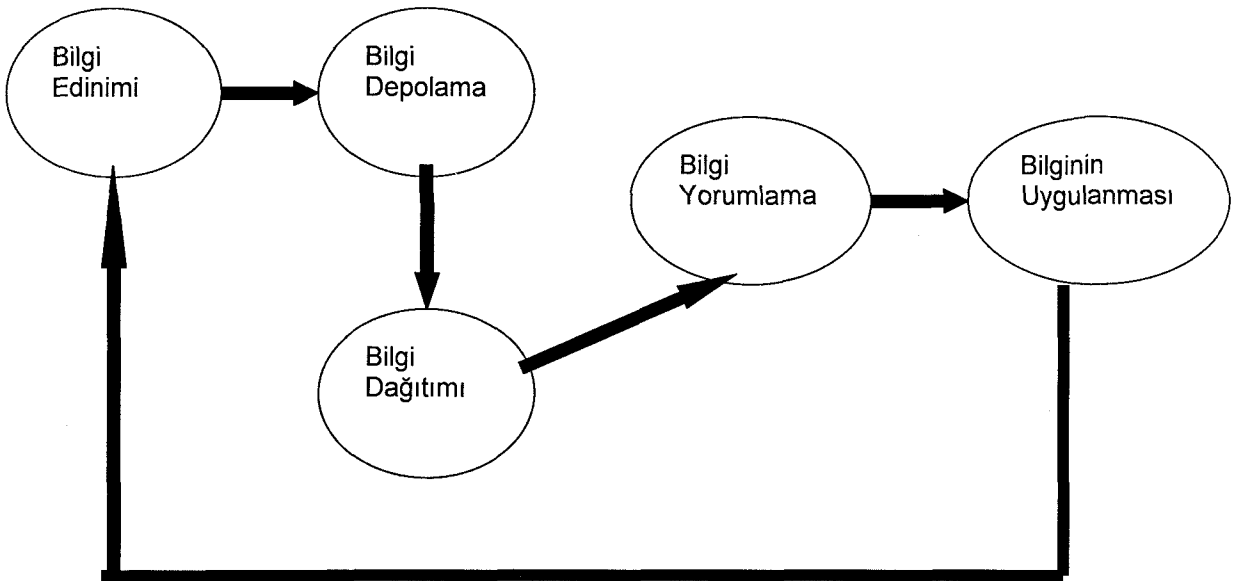 Bilgi
Edinimi
Bilgi
Depolama
Bilgi
Dağıtımı
Bilgi
Yorumlama
Bilginin
Uygulanması